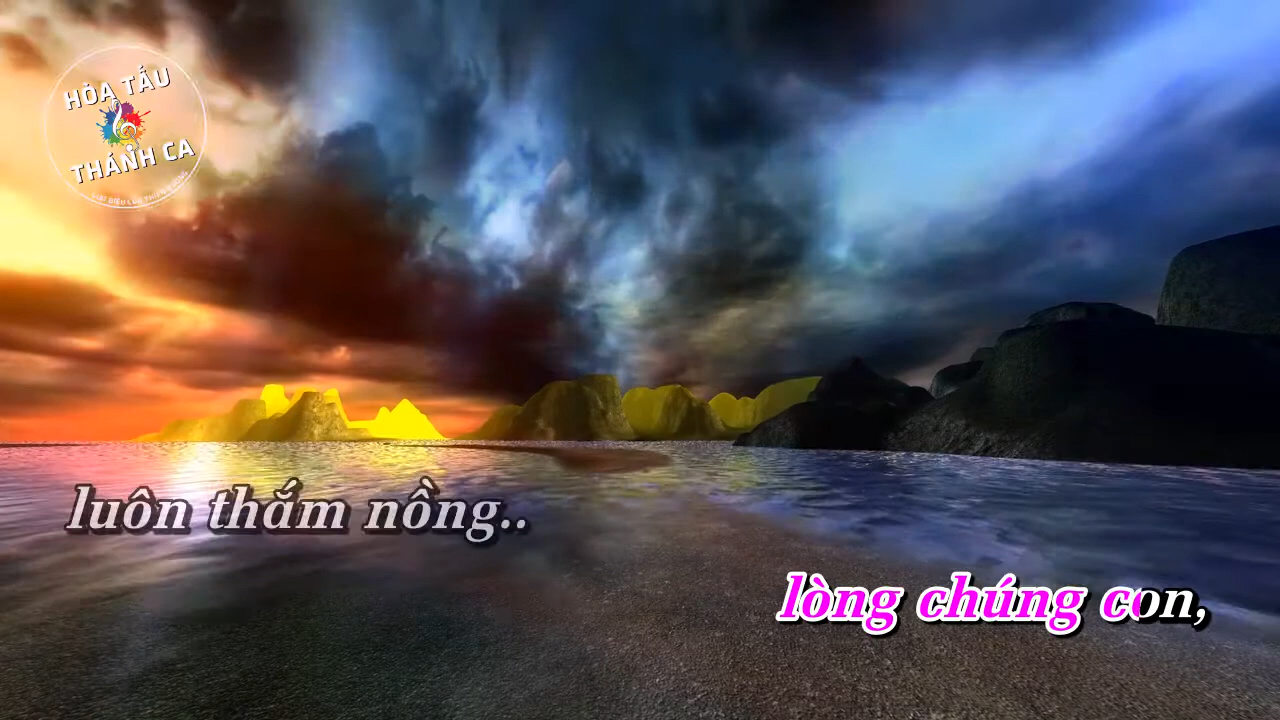 HÒA TẤU
THÁNH CA
luôn thắm nồng..
lòng chúng con,